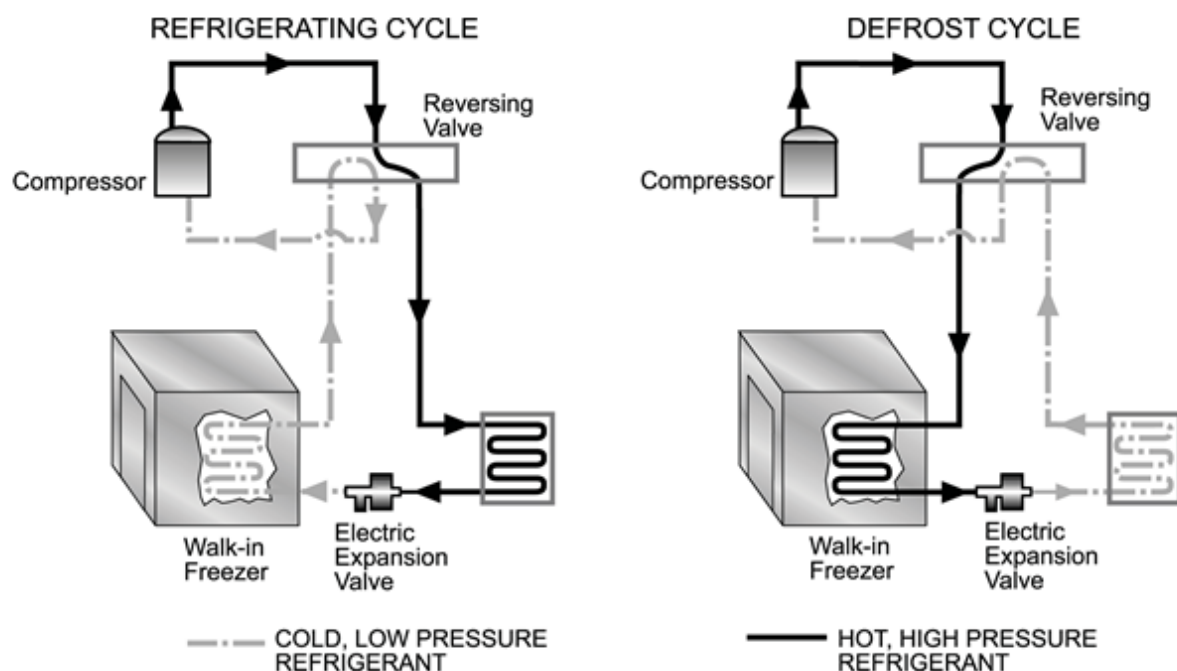 REFRIGERATING CYCLE
Reversing
Valve
Compressor
Walk-in
Freezer
Electric
Expansion
Valve
DEFROST CYCLE
Reversing
Valve
Compressor
Walk-in
Freezer
Electric
Expansion
Valve
COLD, LOW PRESSURE
REFRIGERANT
HOT, HIGH PRESSURE
REFRIGERANT